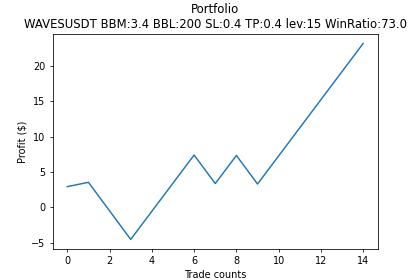 Portfolio
WAVESUSDT BBM:3.4 BBL:200 SL:0.4 TP:0.4 lev:15 WinRatio:73.0
20
15
10
5
0
−5
Profit ($)
0 2 4 6 8 10 12 14
Trade counts